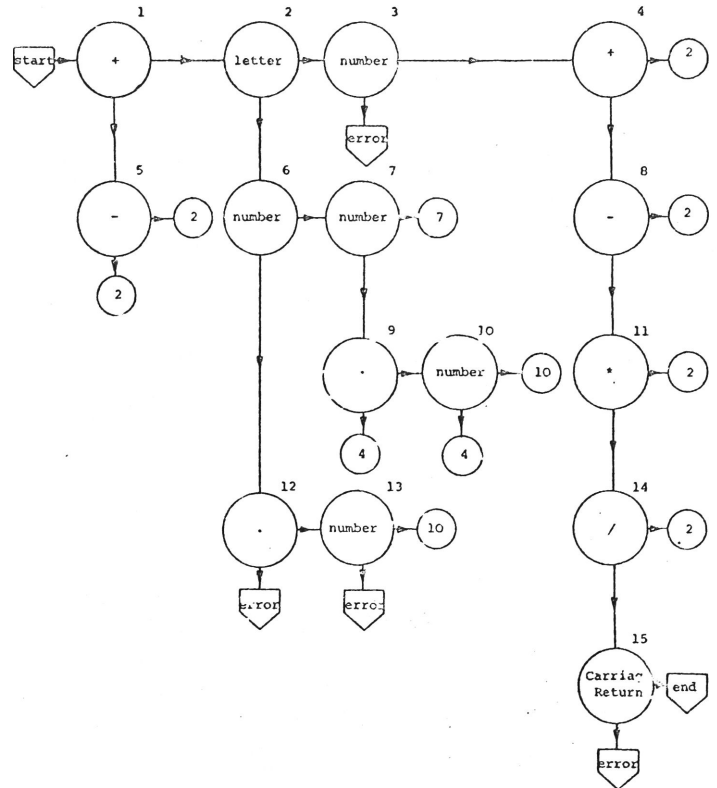 1 2 3 4
start + letter number + 2
error
5 6 7 8
- 2 number number 7 - 2
2
9 10 11
. number 10 * 2
4 4
12 13 14
. number 10 / 2
error error
15
Carriag
Return end
error